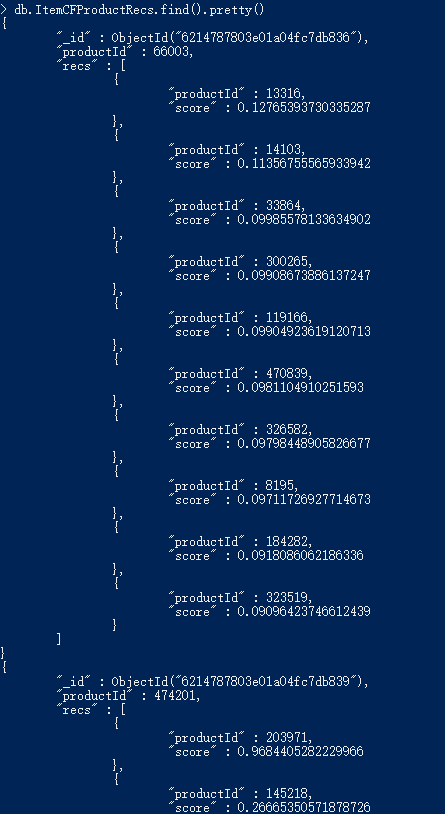 > db.ItemCFProductRecs.find().pretty()
{
        "_id" : ObjectId("6214787803e01a04fc7db836"),
        "productId" : 66003,
        "recs" : [
                {
                        "productId" : 13316,
                        "score" : 0.12765393730335287
                },
                {
                        "productId" : 14103,
                        "score" : 0.11356755565933942
                },
                {
                        "productId" : 33864,
                        "score" : 0.09985578133634902
                },
                {
                        "productId" : 300265,
                        "score" : 0.09908673886137247
                },
                {
                        "productId" : 119166,
                        "score" : 0.09904923619120713
                },
                {
                        "productId" : 470839,
                        "score" : 0.0981104910251593
                },
                {
                        "productId" : 326582,
                        "score" : 0.09798448905826677
                },
                {
                        "productId" : 8195,
                        "score" : 0.09711726927714673
                },
                {
                        "productId" : 184282,
                        "score" : 0.0918086062186336
                },
                {
                        "productId" : 323519,
                        "score" : 0.09096423746612439
                }
        ]
}
{
        "_id" : ObjectId("6214787803e01a04fc7db839"),
        "productId" : 474201,
        "recs" : [
                {
                        "productId" : 203971,
                        "score" : 0.9684405282229966
                },
                {
                        "productId" : 145218,
                        "score" : 0.26665350571878726